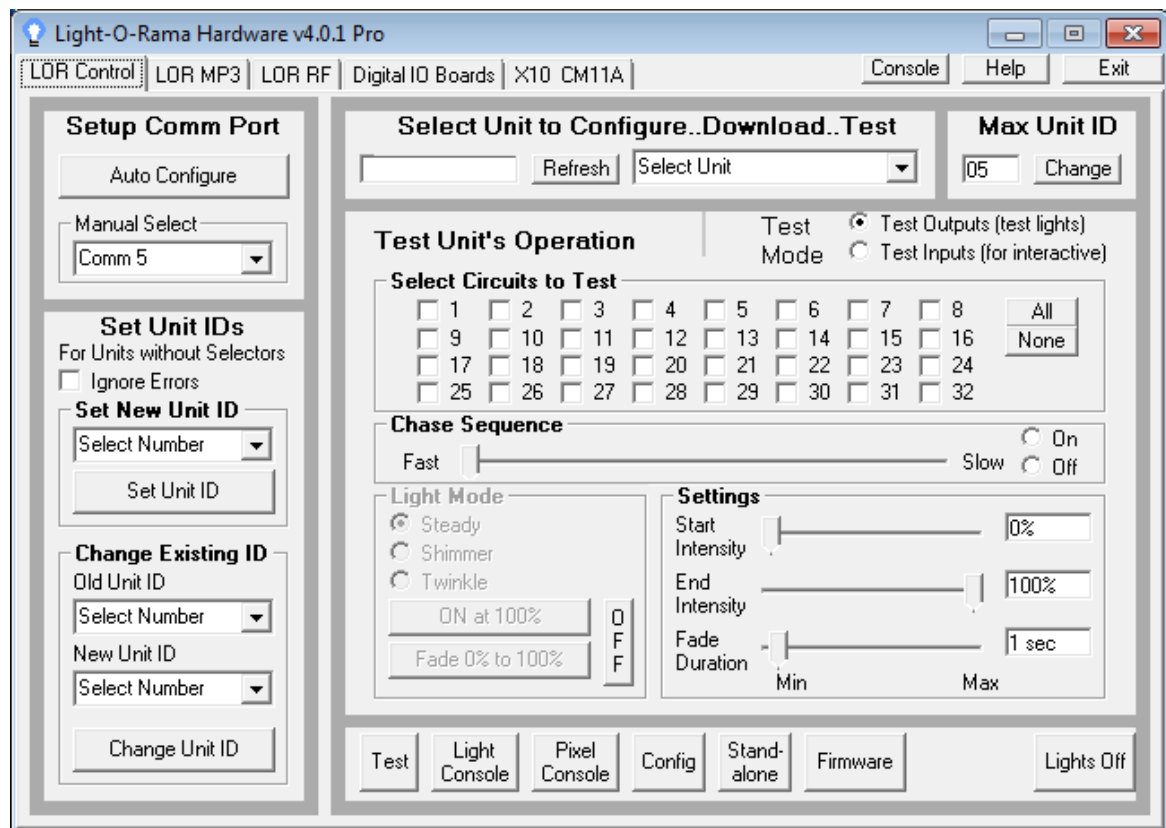 Light-O-Rama Hardware v4.0.1 Pro
LOR Control LOR MP3 LOR RF Digital IO Boards X10 CM11A Console Help Exit
Setup Comm Port
Auto Configure
Manual Select
Comm 5
Set Unit IDs
For Units without Selectors
Ignore Errors
Set New Unit ID
Select Number
Set Unit ID
Change Existing ID
Old Unit ID
Select Number
New Unit ID
Select Number
Change Unit ID
Select Unit to Configure..Download..Test
Refresh Select Unit
Max Unit ID
05 Change
Test Unit's Operation
Test
Mode
Test Outputs (test lights)
Test Inputs (for interactive)
Select Circuits to Test
1 2 3 4 5 6 7 8
9 10 11 12 13 14 15 16
17 18 19 20 21 22 23 24
25 26 27 28 29 30 31 32
All
None
Chase Sequence
Fast Slow
On
Off
Light Mode
Steady
Shimmer
Twinkle
ON at 100%
Fade 0% to 100%
O
F
F
Settings
Start
Intensity
0%
End
Intensity
100%
Fade
Duration
1 sec
Min Max
Test
Light
Console
Pixel
Console
Config
Stand-
alone
Firmware
Lights Off